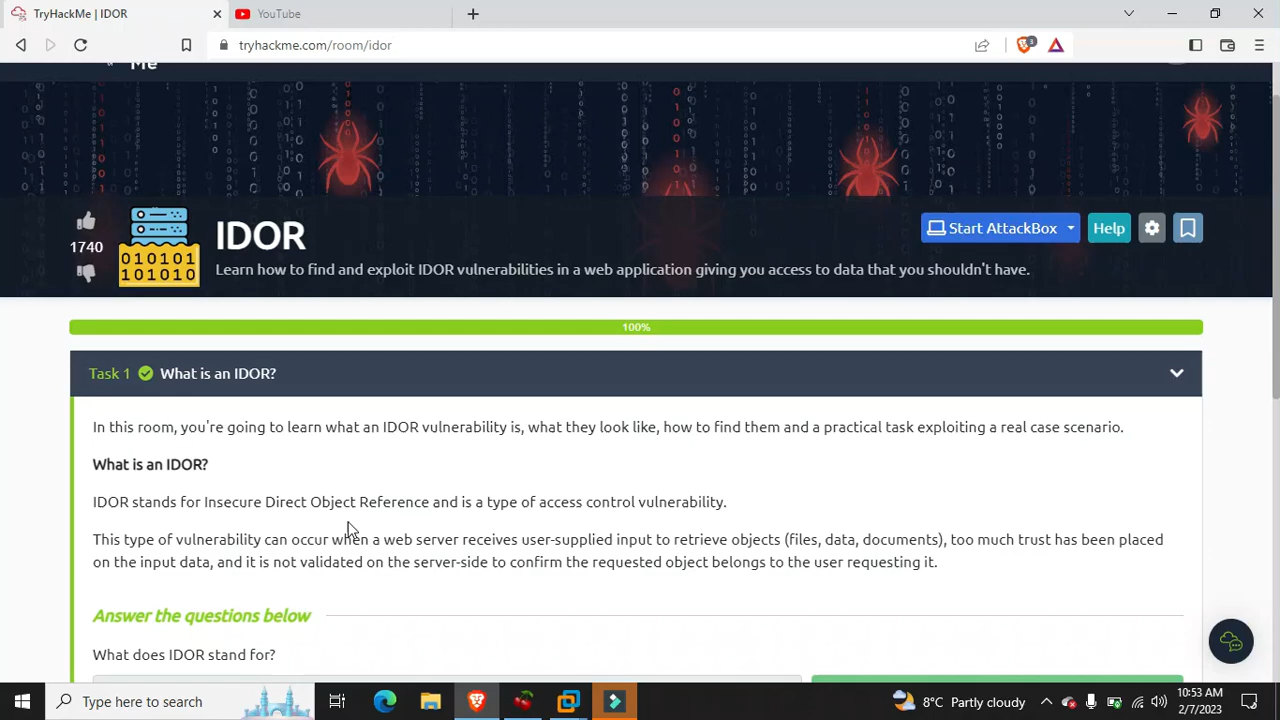 TryHackMe | IDOR
YouTube
tryhackme.com/room/idor
3
Me
1740
010101
101010
IDOR
Learn how to find and exploit IDOR vulnerabilities in a web application giving you access to data that you shouldn't have.
Start AttackBox
Help
100%
Task 1 What is an IDOR?
In this room, you're going to learn what an IDOR vulnerability is, what they look like, how to find them and a practical task exploiting a real case scenario.
What is an IDOR?
IDOR stands for Insecure Direct Object Reference and is a type of access control vulnerability.
This type of vulnerability can occur when a web server receives user-supplied input to retrieve objects (files, data, documents), too much trust has been placed
on the input data, and it is not validated on the server-side to confirm the requested object belongs to the user requesting it.
Answer the questions below
What does IDOR stand for?
Type here to search
8°C Partly cloudy
10:53 AM
2/7/2023